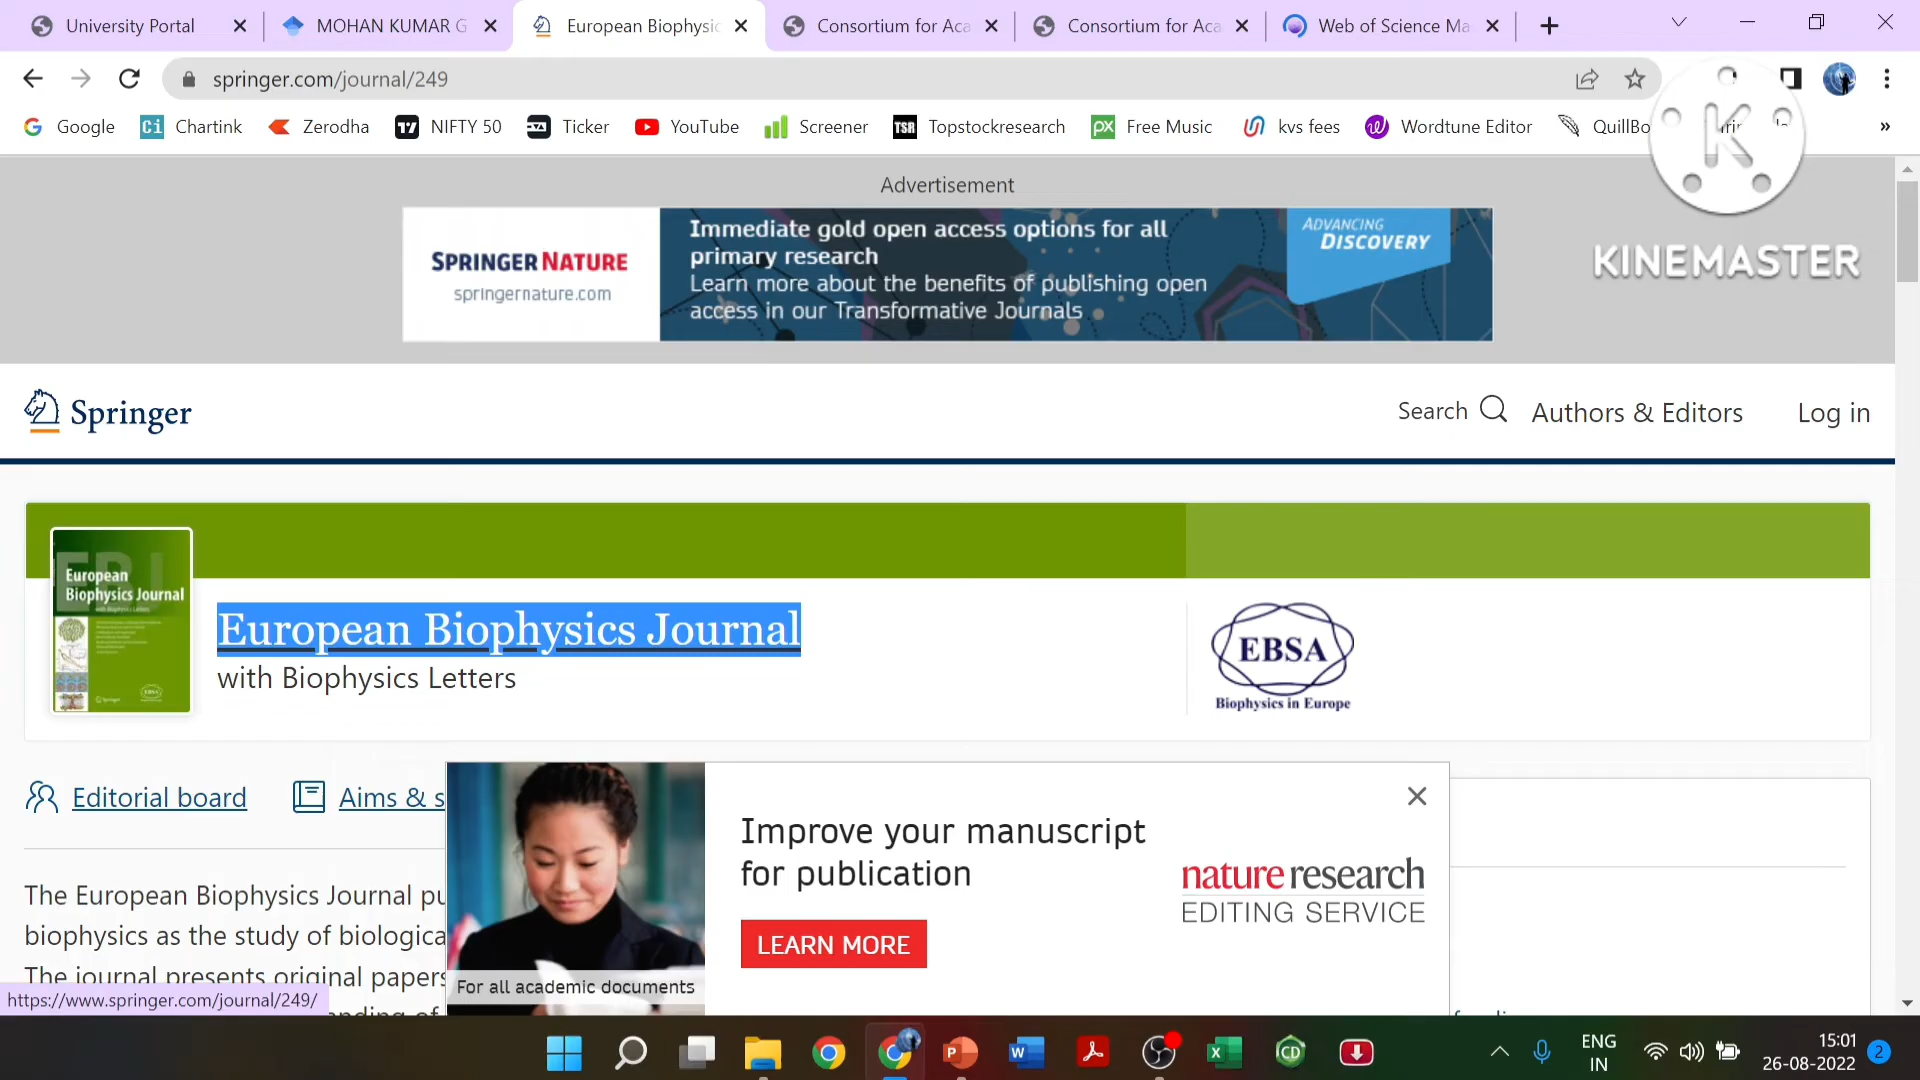 University Portal
MOHAN KUMAR G
European Biophysic
Consortium for Aca
Consortium for Aca
Web of Science Ma
springer.com/journal/249
Google
Chartink
Zerodha
NIFTY 50
Ticker
YouTube
Screener
Topstockresearch
Free Music
kvs fees
Wordtune Editor
QuillBo
KINEMASTER
Advertisement
SPRINGER NATURE
springernature.com
Immediate gold open access options for all
primary research
Learn more about the benefits of publishing open
access in our Transformative Journals
ADVANCING
DISCOVERY
Springer
Search
Authors & Editors
Log in
EBJ
European
Biophysics Journal
European Biophysics Journal
with Biophysics Letters
EBSA
Biophysics in Europe
Editorial board
Aims & s
The European Biophysics Journal pu
biophysics as the study of biologica
The journal presents original papers
anding of
https://www.springer.com/journal/249/
For all academic documents
Improve your manuscript
for publication
LEARN MORE
nature research
EDITING SERVICE
ENG
IN
15:01
26-08-2022
2